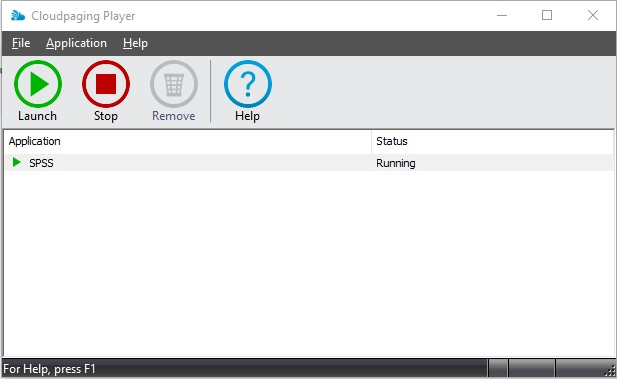 Cloudpaging Player
File Application Help
Launch Stop Remove Help
Application Status
SPSS Running
For Help, press F1